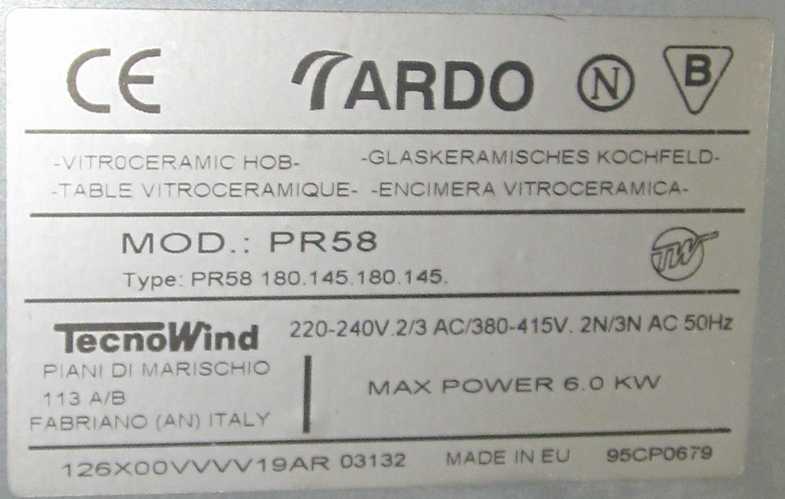 CE ARDO N B
-VITROCERAMIC HOB- -GLASKERAMISCHES KOCHFELD-
-TABLE VITROCERAMIQUE- -ENCIMERA VITROCERAMICA-
MOD.: PR58
TW
Type: PR58 180.145.180.145.
TecnoWind 220-240V.2/3 AC/380-415V. 2N/3N AC 50Hz
PIANI DI MARISCHIO
113 A/B
MAX POWER 6.0 KW
FABRIANO (AN) ITALY
126X00VVVV19AR 03132 MADE IN EU 95CP0679